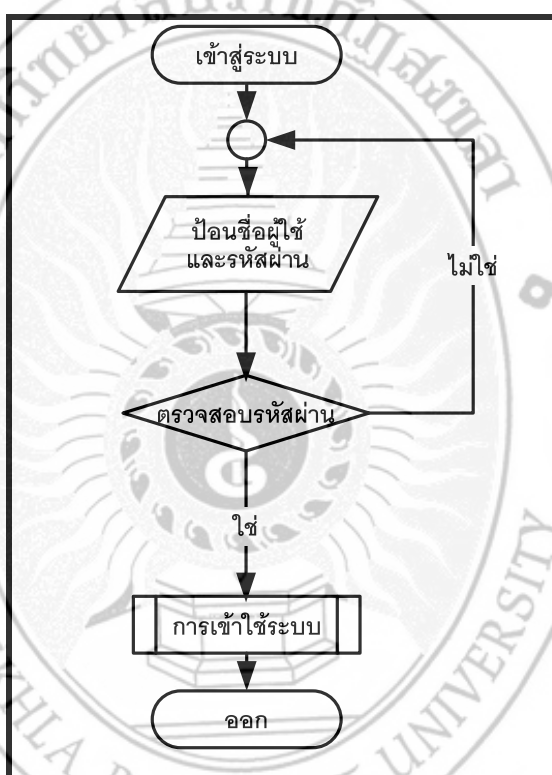 เข้าสู่ระบบ
ป้อนชื่อผู้ใช้
และรหัสผ่าน
ไม่ใช่
ตรวจสอบรหัสผ่าน
ใช่
การเข้าใช้ระบบ
ออก
UNIVERSITY